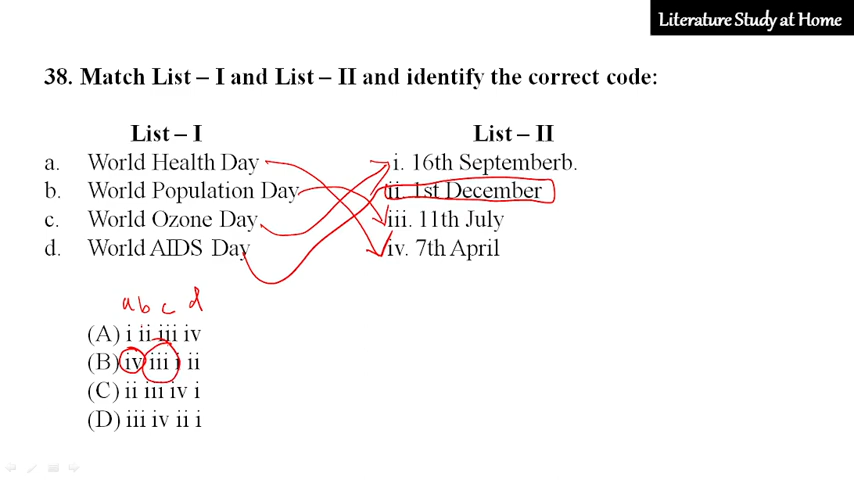 Literature Study at Home
38. Match List – I and List – II and identify the correct code:
List – I List – II
a. World Health Day i. 16th Septemberb.
b. World Population Day ii. 1st December
c. World Ozone Day iii. 11th July
d. World AIDS Day iv. 7th April
a b c d
(A) i ii iii iv
(B) iv iii i ii
(C) ii iii iv i
(D) iii iv ii i